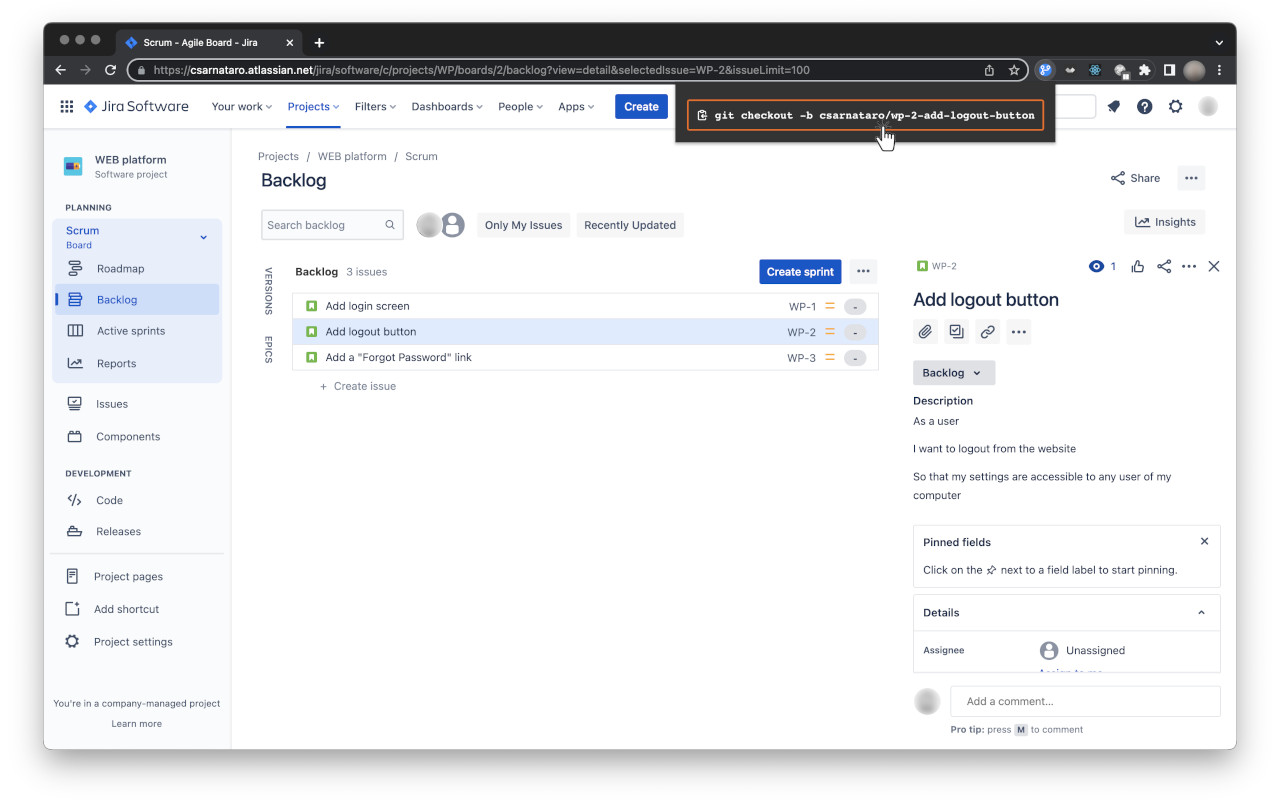 Scrum - Agile Board - Jira
https://csarnataro.atlassian.net/jira/software/c/projects/WP/boards/2/backlog?view=detail&selectedIssue=WP-2&issueLimit=100
Jira Software
Your work
Projects
Filters
Dashboards
People
Apps
Create
git checkout -b csarnataro/wp-2-add-logout-button
WEB platform
Software project
PLANNING
Scrum
Board
Roadmap
Backlog
Active sprints
Reports
Issues
Components
DEVELOPMENT
Code
Releases
Project pages
Add shortcut
Project settings
You're in a company-managed project
Learn more
Projects / WEB platform / Scrum
Backlog
Share
Search backlog
Only My Issues
Recently Updated
Insights
VERSIONS
EPICS
Backlog 3 issues
Create sprint
Add login screen WP-1 -
Add logout button WP-2 -
Add a "Forgot Password" link WP-3 -
+ Create issue
WP-2
1
Add logout button
Backlog
Description
As a user
I want to logout from the website
So that my settings are accessible to any user of my
computer
Pinned fields
Click on the next to a field label to start pinning.
Details
Assignee
Unassigned
Add a comment...
Pro tip: press M to comment